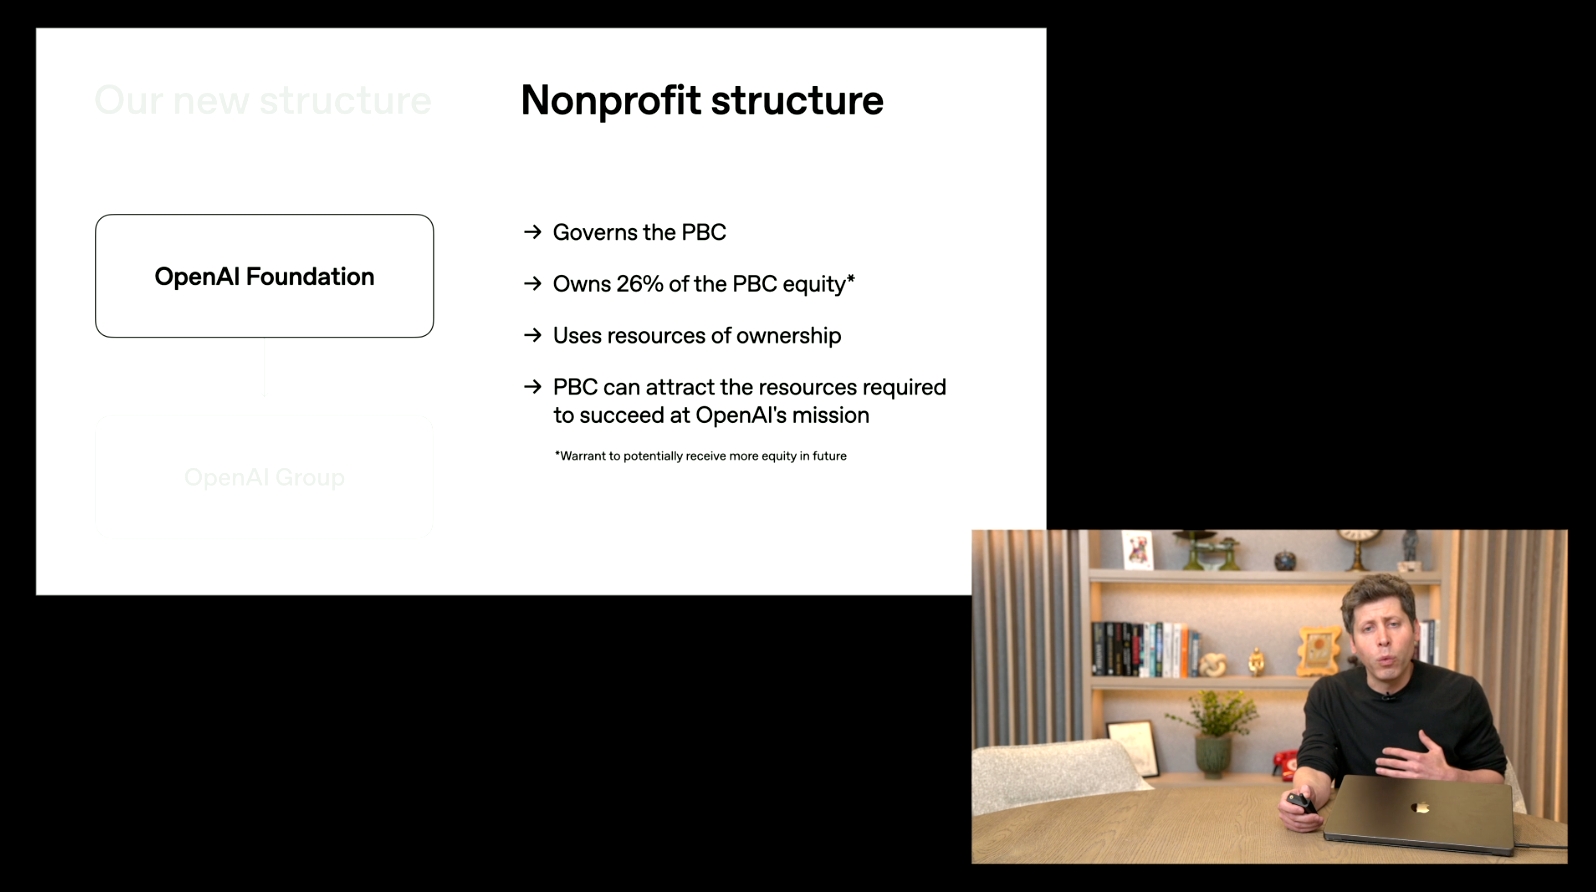 Our new structure
Nonprofit structure
OpenAI Foundation
OpenAI Group
→ Governs the PBC
→ Owns 26% of the PBC equity*
→ Uses resources of ownership
→ PBC can attract the resources required
to succeed at OpenAI's mission
*Warrant to potentially receive more equity in future